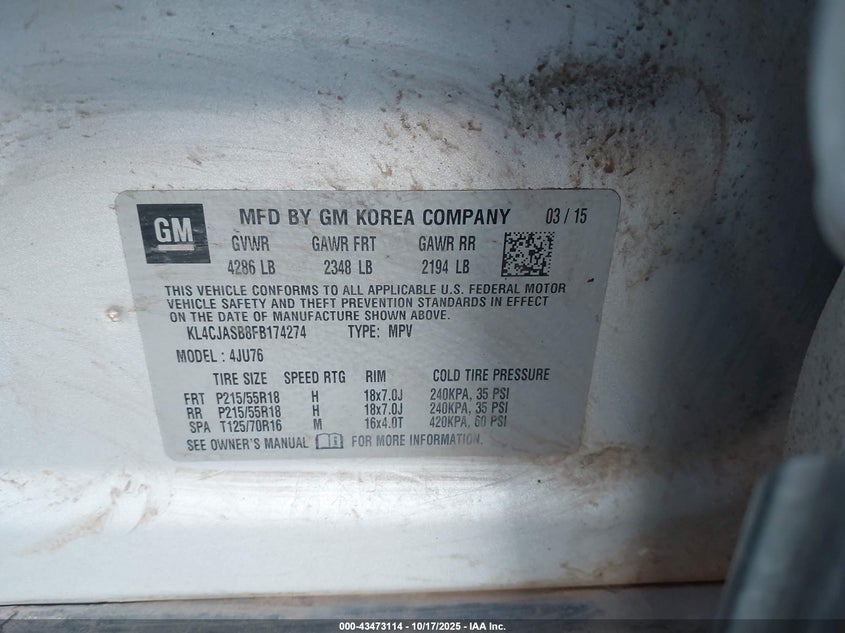 GM
MFD BY GM KOREA COMPANY 03 / 15
GVWR GAWR FRT GAWR RR
4286 LB 2348 LB 2194 LB
THIS VEHICLE CONFORMS TO ALL APPLICABLE U.S. FEDERAL MOTOR
VEHICLE SAFETY AND THEFT PREVENTION STANDARDS IN EFFECT
ON THE DATE OF MANUFACTURE SHOWN ABOVE.
KL4CJASB8FB174274 TYPE: MPV
MODEL : 4JU76
TIRE SIZE SPEED RTG RIM COLD TIRE PRESSURE
FRT P215/55R18 H 18x7.0J 240KPA, 35 PSI
RR P215/55R18 H 18x7.0J 240KPA, 35 PSI
SPA T125/70R16 M 16x4.0T 420KPA, 60 PSI
SEE OWNER'S MANUAL FOR MORE INFORMATION.
000-43473114 - 10/17/2025 - IAA Inc.